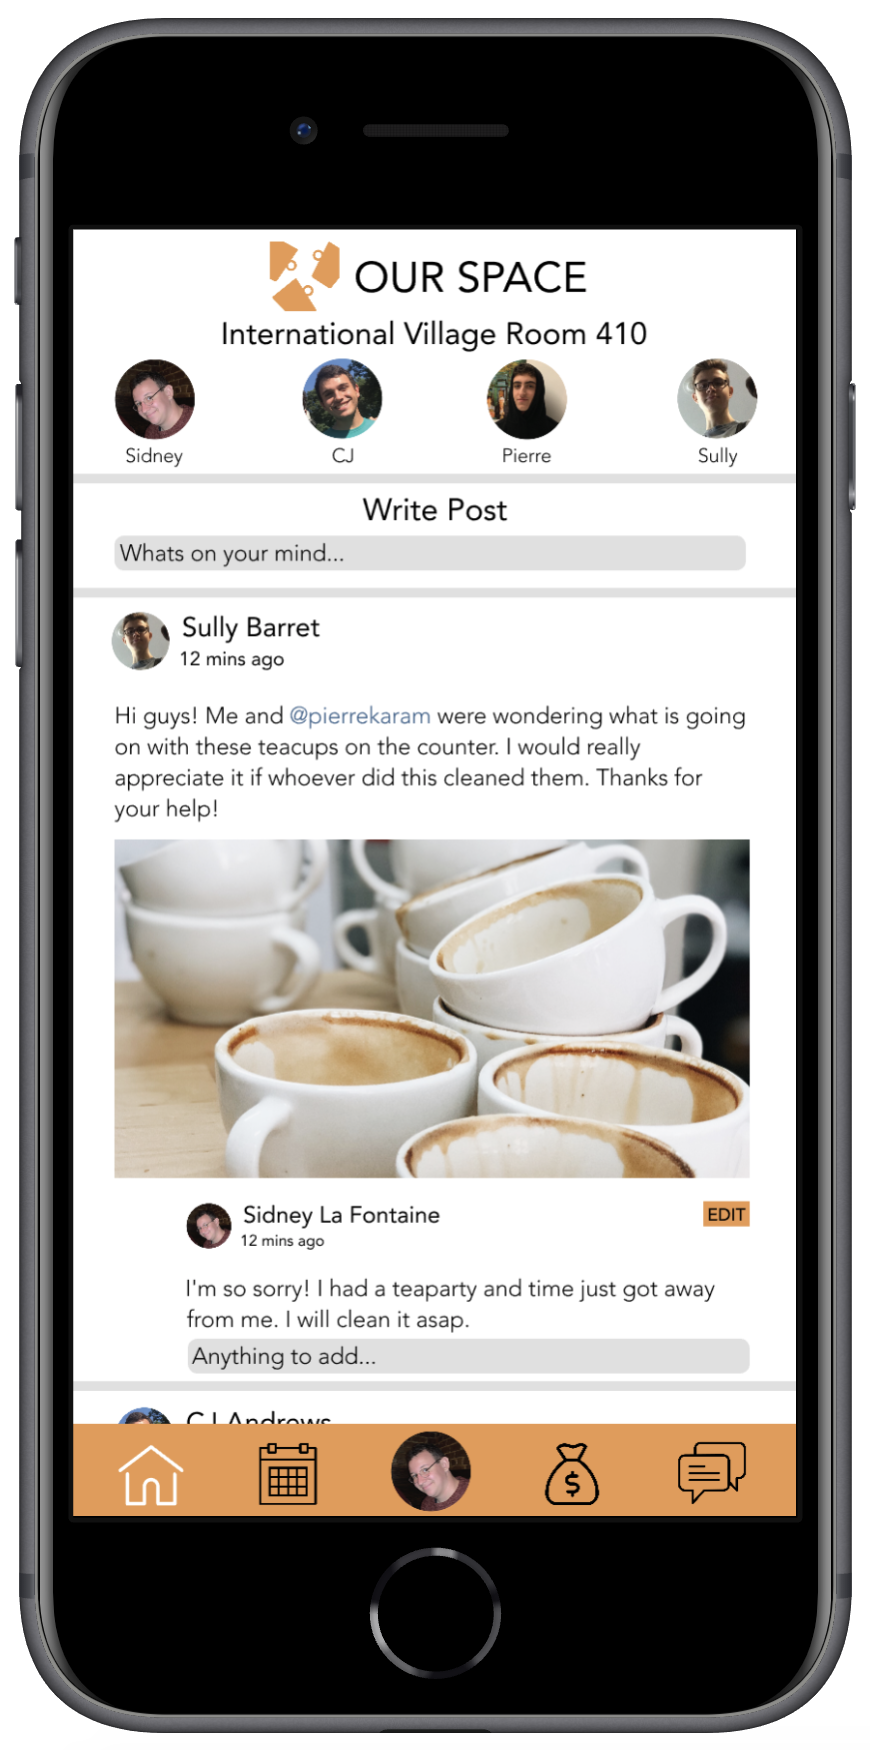 OUR SPACE
International Village Room 410
Sidney
CJ
Pierre
Sully
Write Post
Whats on your mind...
Sully Barret
12 mins ago
Hi guys! Me and @pierrekaram were wondering what is going
on with these teacups on the counter. I would really
appreciate it if whoever did this cleaned them. Thanks for
your help!
Sidney La Fontaine
EDIT
12 mins ago
I'm so sorry! I had a teaparty and time just got away
from me. I will clean it asap.
Anything to add...
CJ Andrews
$